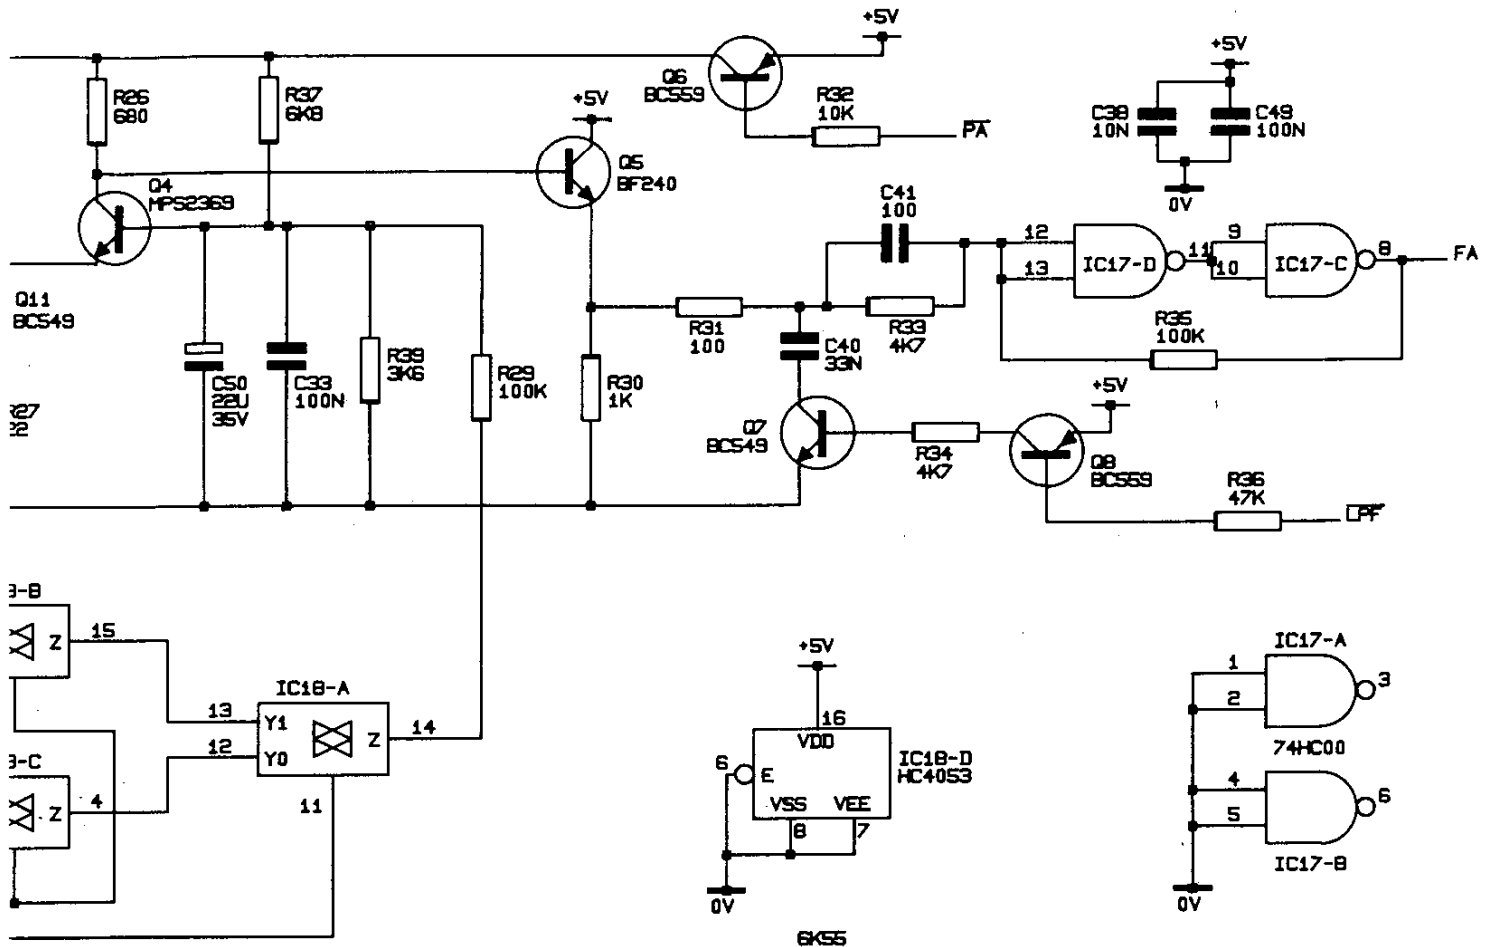 +5V
+5V
Q6
BC559
R26
680
R37
6K8
+5V
R32
10K
PA
C38
10N
C49
100N
0V
Q4
MPS2369
Q5
BF240
C41
100
12
13
IC17-D
11
9
10
IC17-C
8
FA
Q11
BC549
R31
100
R33
4K7
R35
100K
C40
33N
R39
3K6
R29
100K
R30
1K
C50
22U
35V
C33
100N
+5V
Q7
BC549
R34
4K7
Q8
BC559
R36
47K
LPF
Z
15
+5V
IC17-A
1
2
3
74HC00
IC18-A
13
12
Y1
Y0
Z
14
11
16
VDD
6
E
VSS
VEE
8
7
IC18-D
HC4053
4
5
6
IC17-B
Z
4
0V
0V
6K55